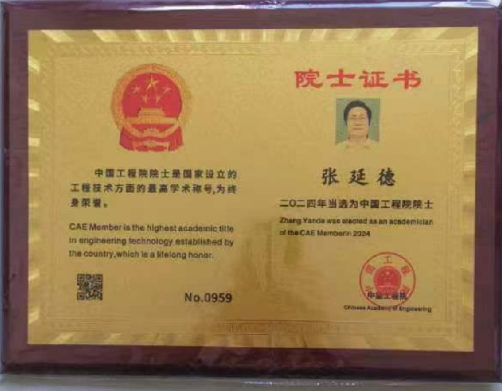 中国工程院院士是国家设立的
工程技术方面的最高学术称号,为终
身荣誉。
CAE Member is the highest academic title
in engineering technology established by
the country,which is a lifelong honor.
No.0959
院士证书
张延德
二〇二四年当选为中国工程院院士
Zhang Yande was elected as an academician
of the CAE Member in 2024
中国工程院
中国工程院
Chinese Academy of Engineering